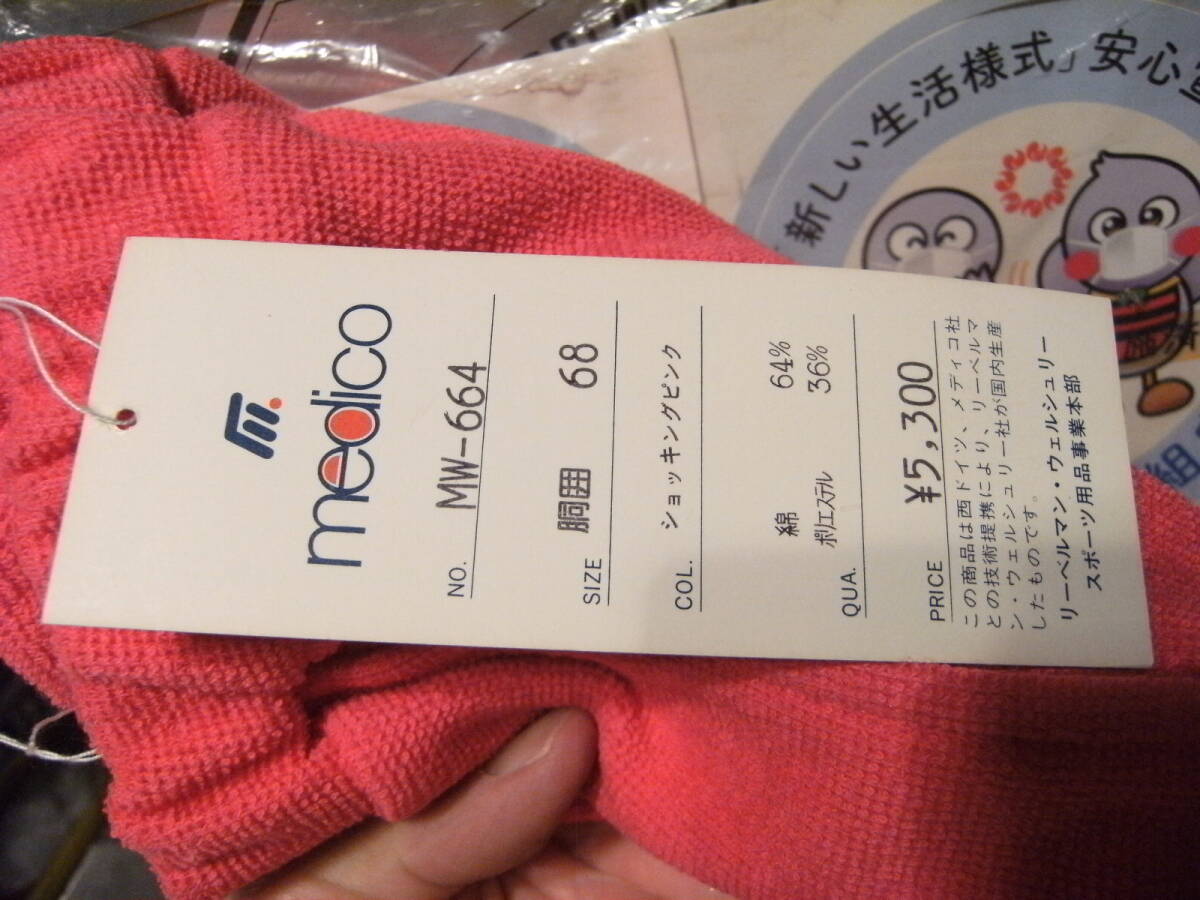 medico
NO. MW-664
SIZE 胴囲 68
COL. ショッキングピンク
綿 64%
QUA. ポリエステル 36%
PRICE ¥5,300
この商品は西ドイツ、メディコ社
との技術提携により、リーベルマ
ン・ウェルシュリー社が国内生産
したものです。
リーベルマン・ウェルシュリー
スポーツ用品事業本部
「新しい生活様式」安心宣
組